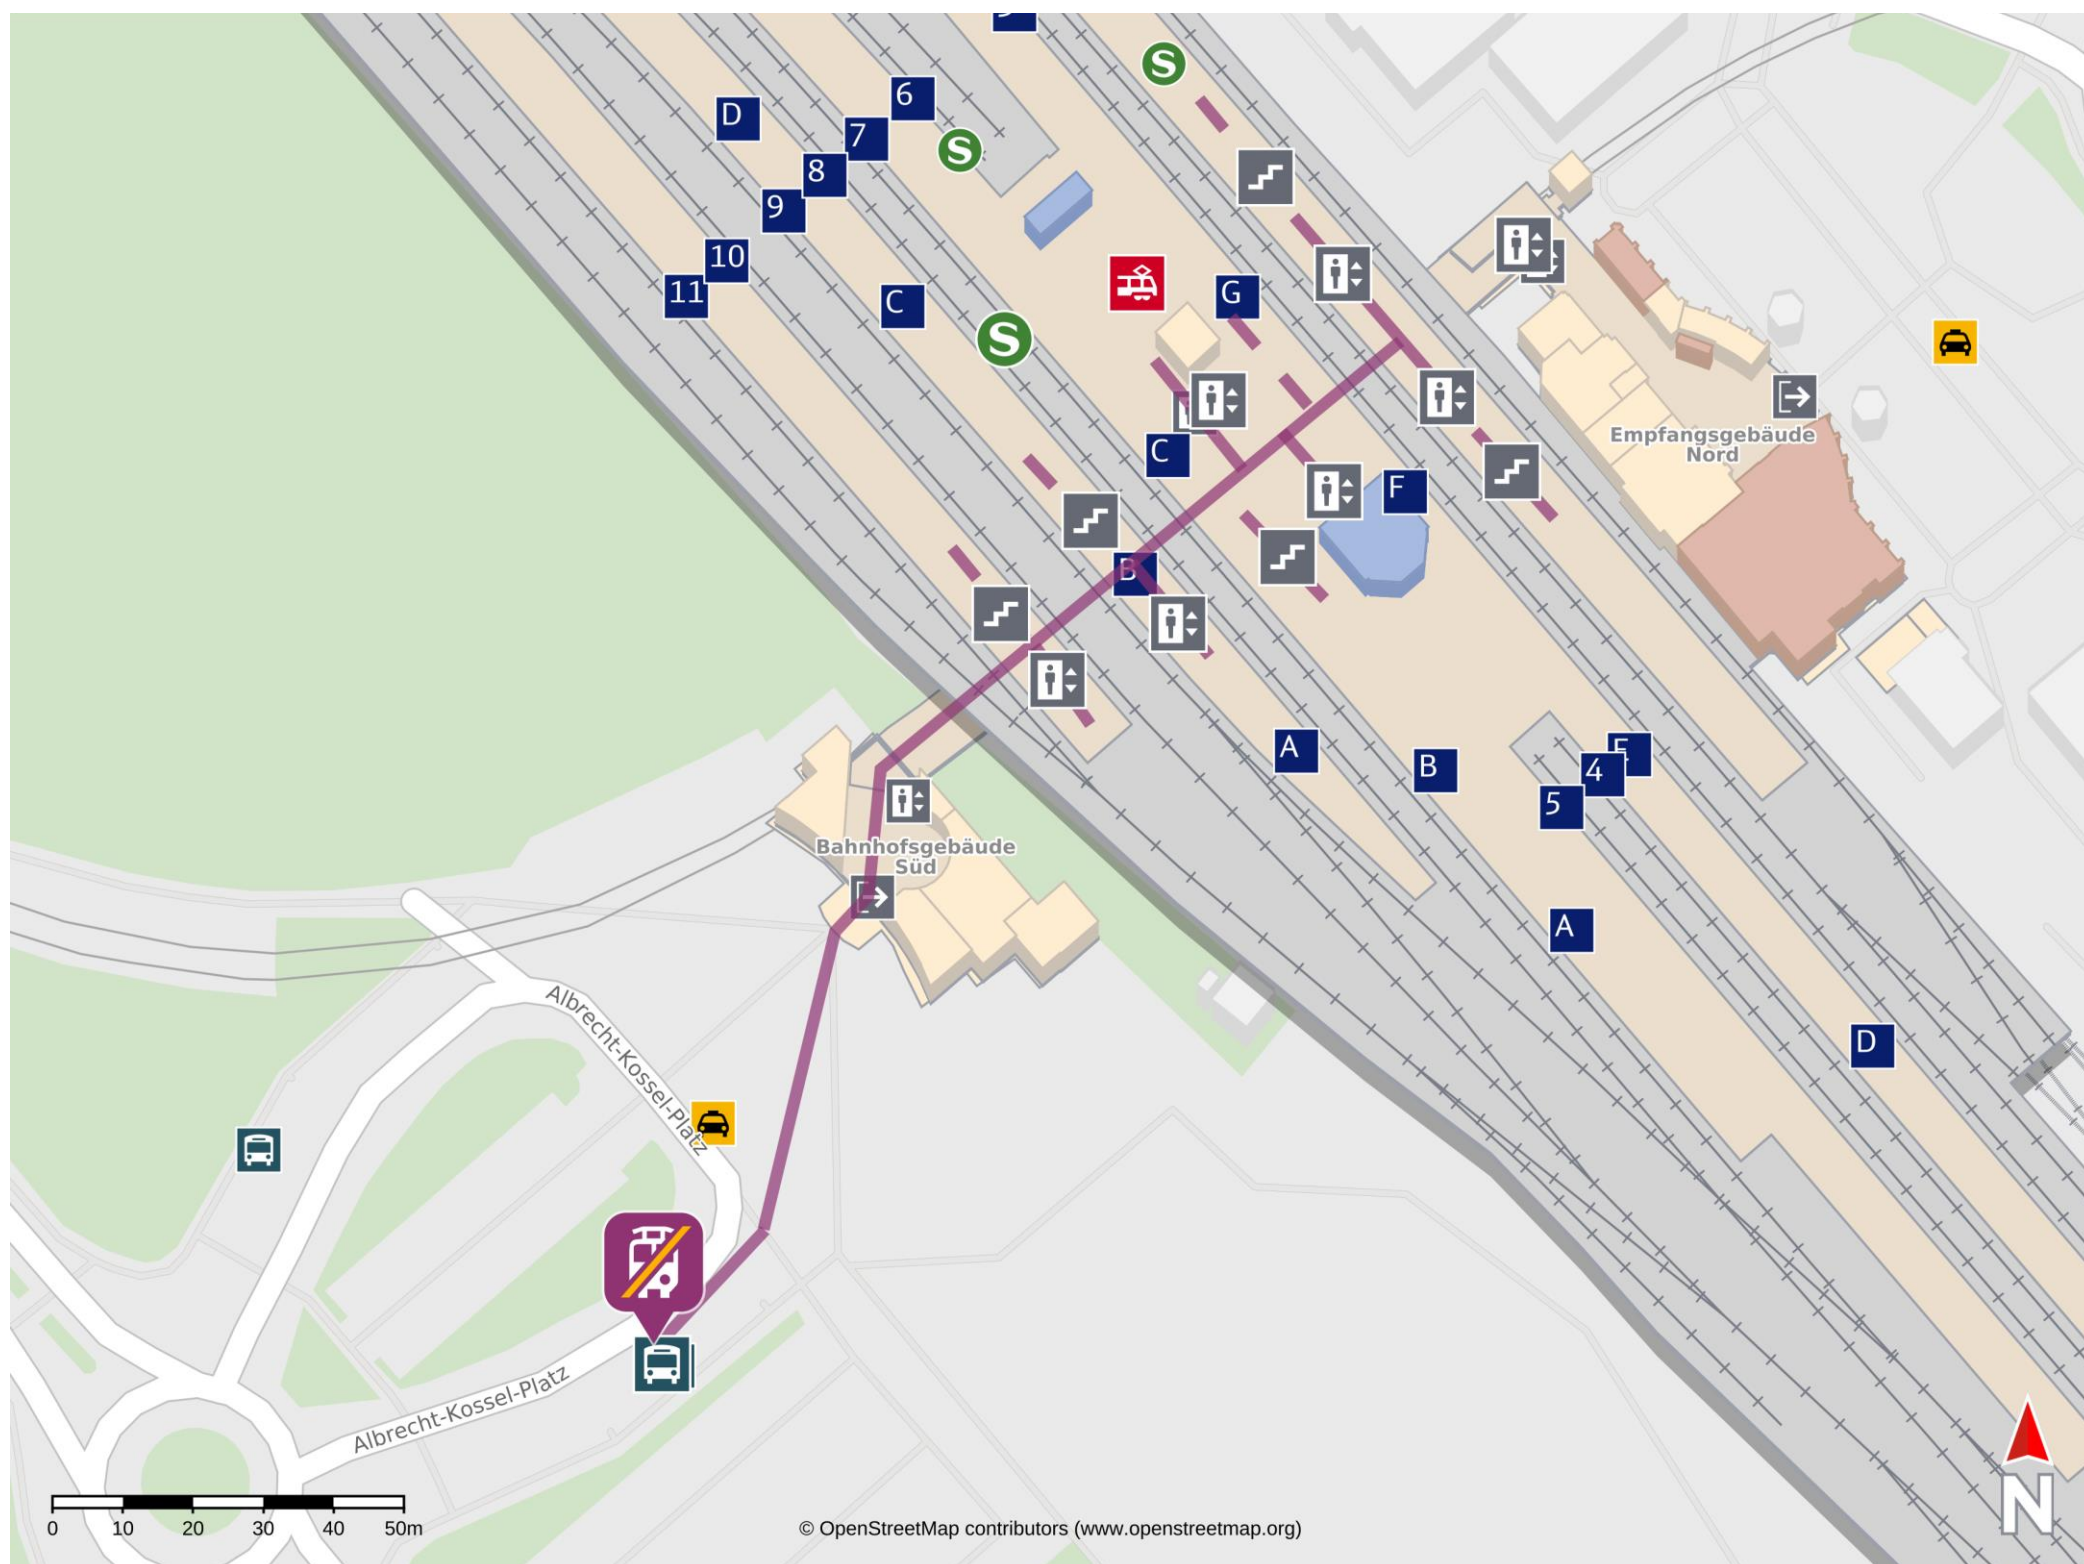 S
6
D
7
8
S
9
10
11
G
C
S
C
F
Empfangsgebäude
Nord
B
A
B
4
5
Bahnhofsgebäude
Süd
A
Albrecht-Kossel-Platz
D
Albrecht-Kossel-Platz
N
0 10 20 30 40 50m
© OpenStreetMap contributors (www.openstreetmap.org)